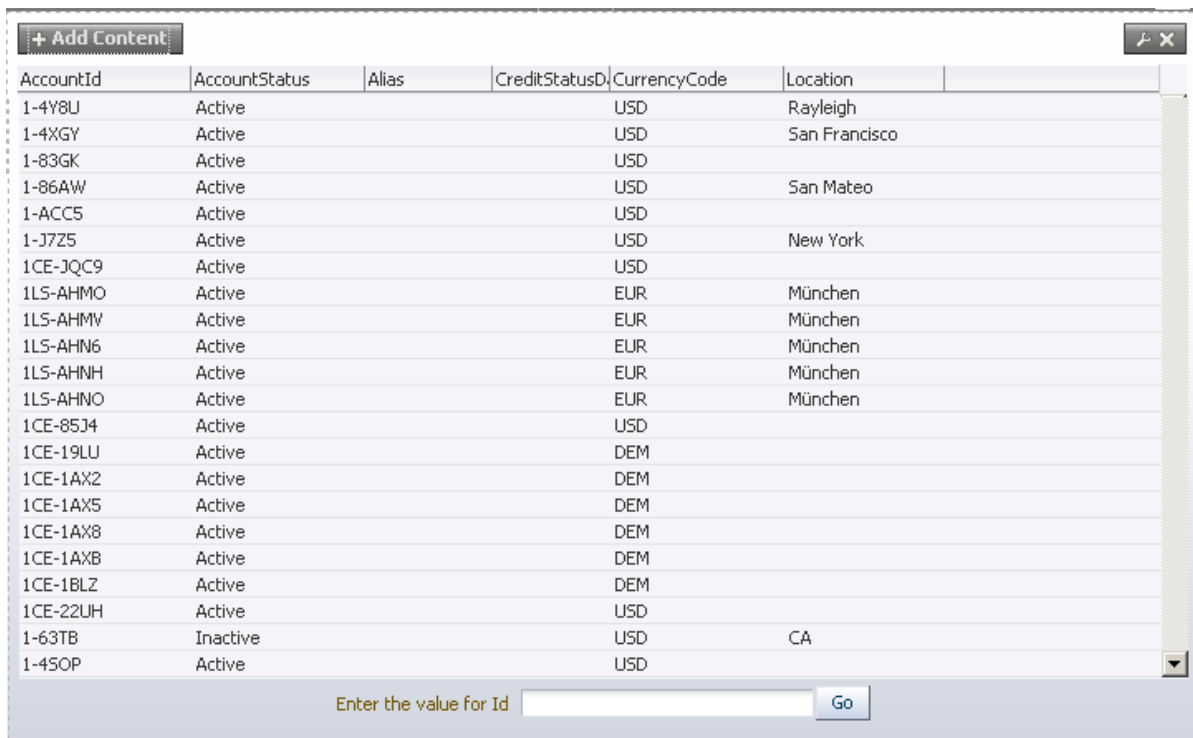 + Add Content
AccountId AccountStatus Alias CreditStatusD CurrencyCode Location
1-4Y8U Active USD Rayleigh
1-4XGY Active USD San Francisco
1-83GK Active USD
1-86AW Active USD San Mateo
1-ACC5 Active USD
1-J7Z5 Active USD New York
1CE-JQC9 Active USD
1LS-AHMO Active EUR München
1LS-AHMV Active EUR München
1LS-AHN6 Active EUR München
1LS-AHNH Active EUR München
1LS-AHNO Active EUR München
1CE-85J4 Active USD
1CE-19LU Active DEM
1CE-1AX2 Active DEM
1CE-1AX5 Active DEM
1CE-1AX8 Active DEM
1CE-1AXB Active DEM
1CE-1BLZ Active DEM
1CE-22UH Active USD
1-63TB Inactive USD CA
1-45OP Active USD
Enter the value for Id Go